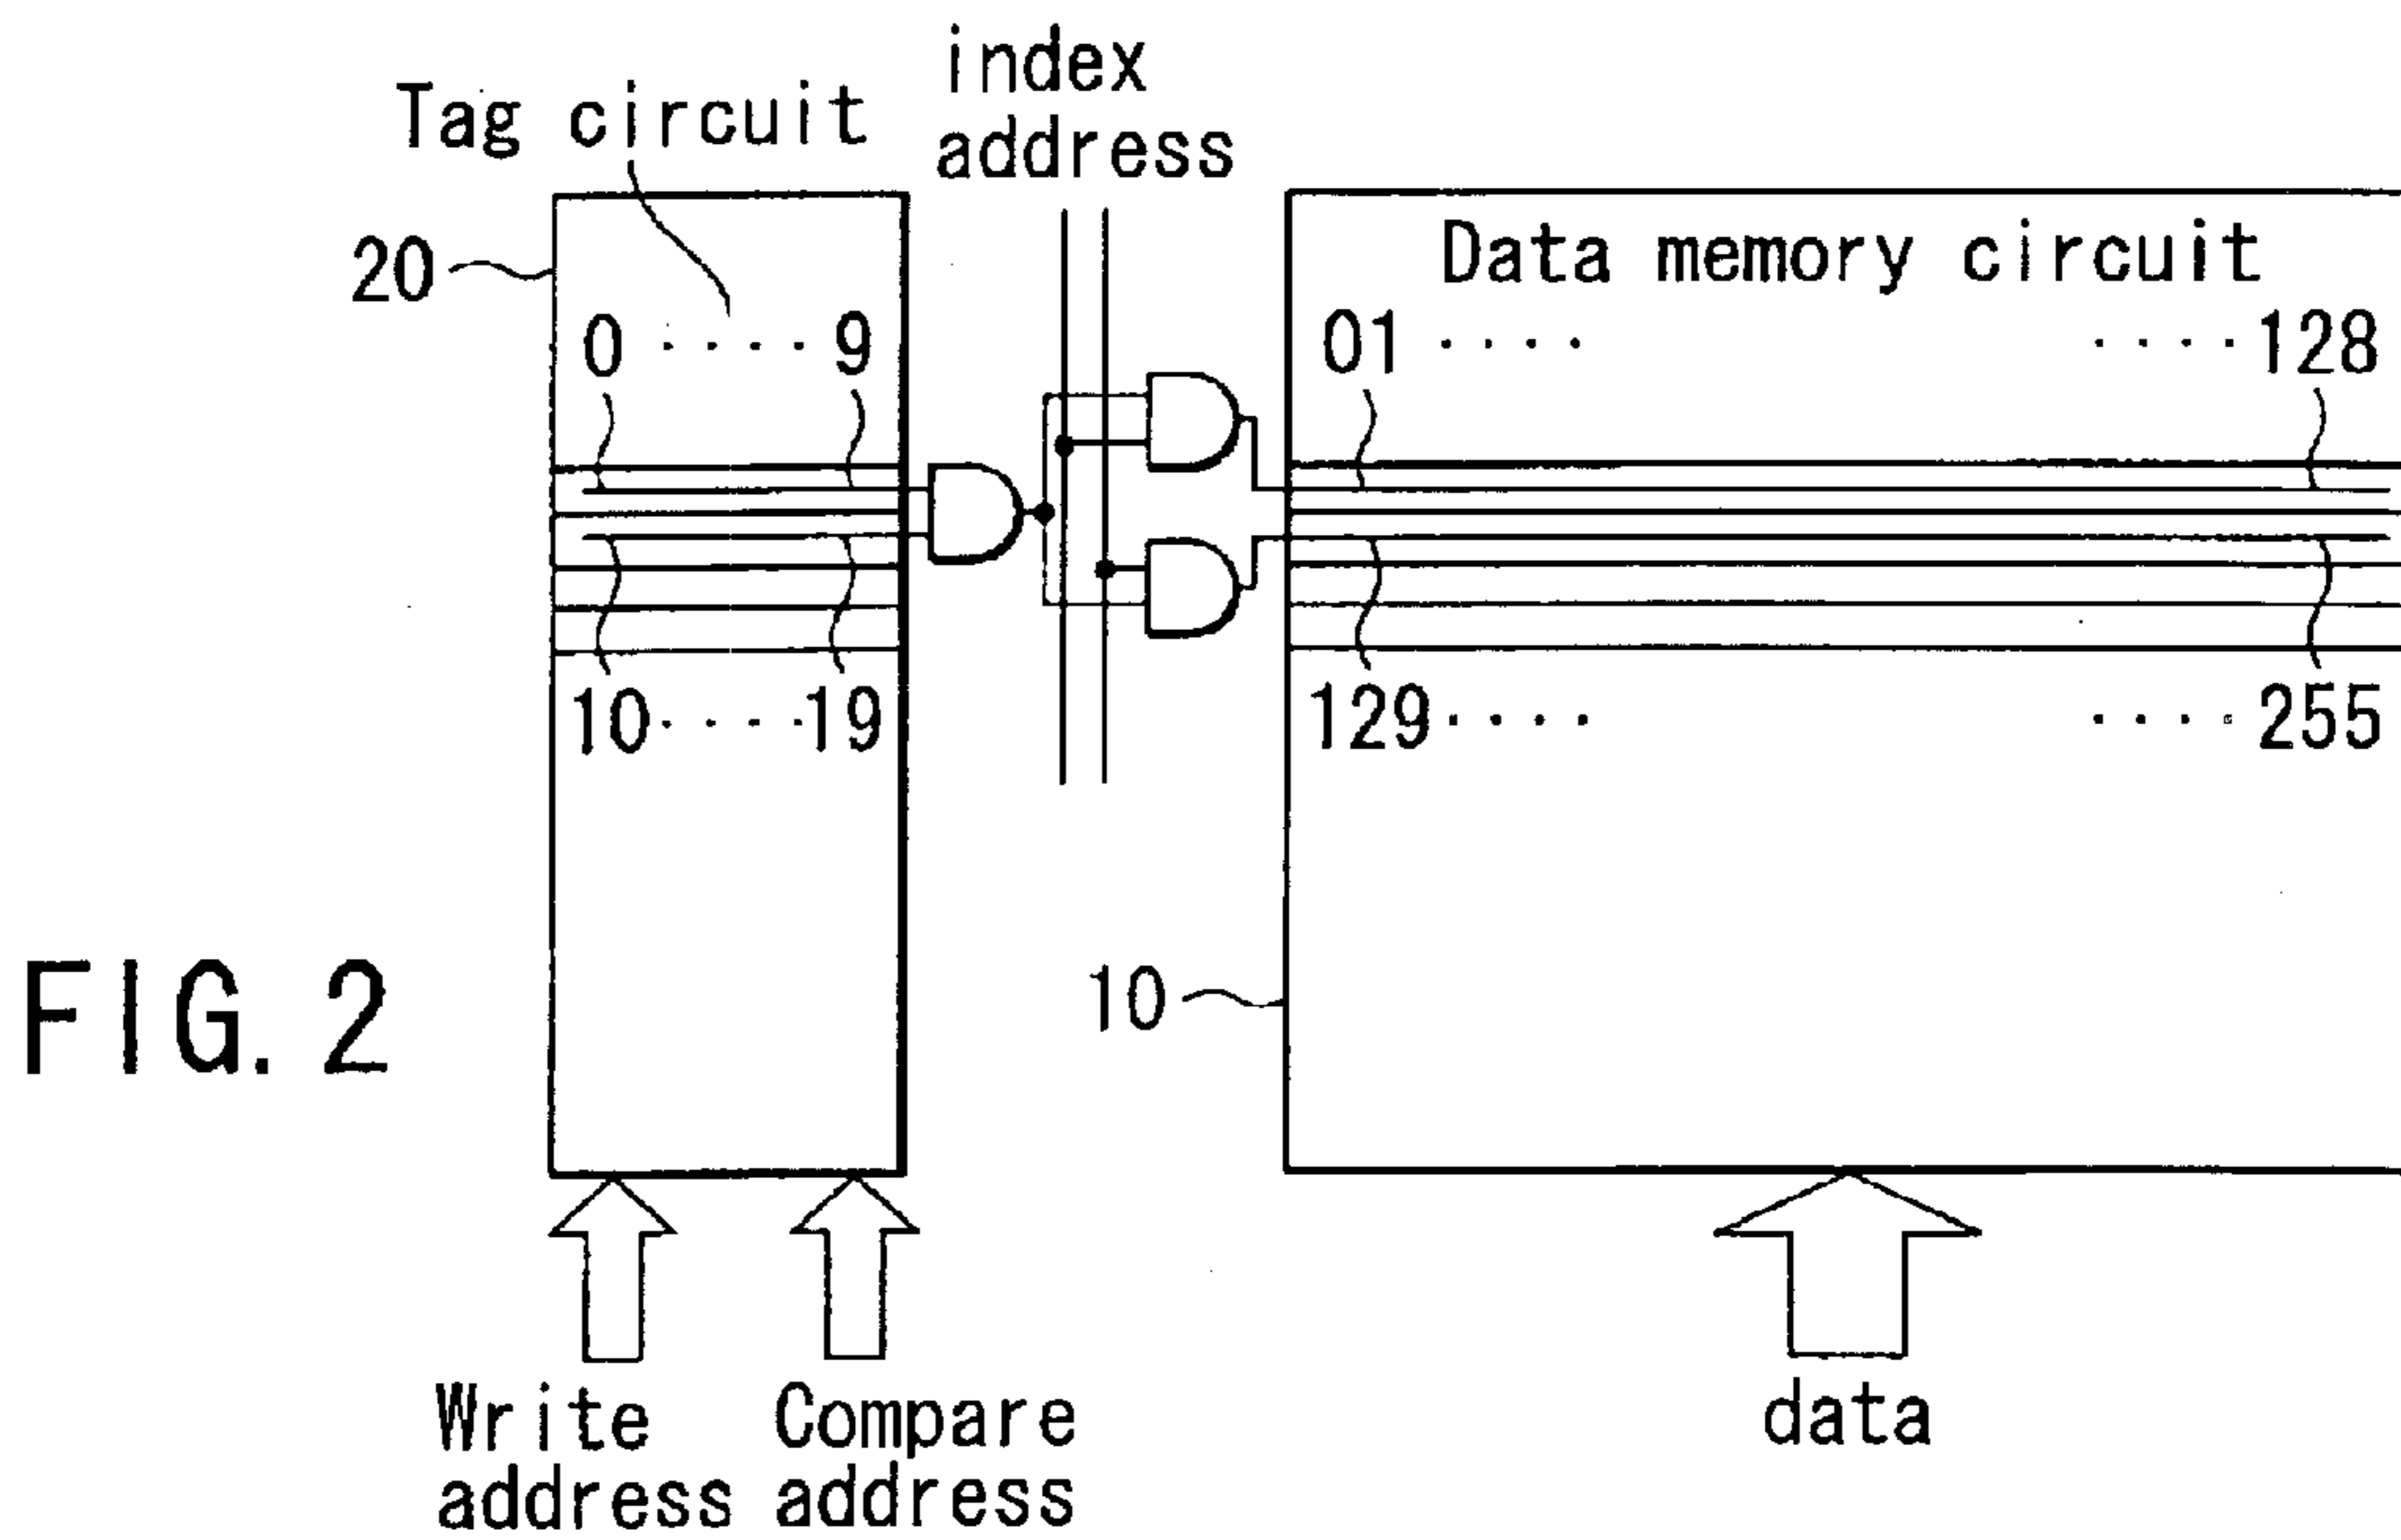 index
address
Tag circuit
20
Data memory circuit
0 ････ 9
01 ････ ････ 128
10 ････ 19
129 ････ ････ 255
10
FIG. 2
Write address
Compare address
data